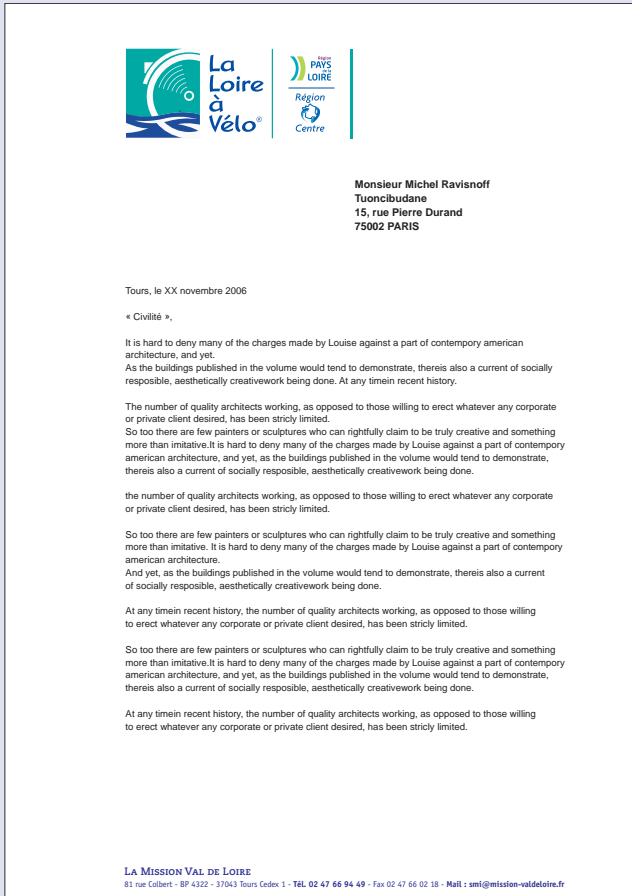 La
Loire
à
Vélo®
Région
PAYS
de la
LOIRE
Région
Centre
Monsieur Michel Ravisnoff
Tuoncibudane
15, rue Pierre Durand
75002 PARIS
Tours, le XX novembre 2006
« Civilité »,
It is hard to deny many of the charges made by Louise against a part of contempory american
architecture, and yet.
As the buildings published in the volume would tend to demonstrate, thereis also a current of socially
resposible, aesthetically creativework being done. At any timein recent history.
The number of quality architects working, as opposed to those willing to erect whatever any corporate
or private client desired, has been stricly limited.
So too there are few painters or sculptures who can rightfully claim to be truly creative and something
more than imitative.It is hard to deny many of the charges made by Louise against a part of contempory
american architecture, and yet, as the buildings published in the volume would tend to demonstrate,
thereis also a current of socially resposible, aesthetically creativework being done.
the number of quality architects working, as opposed to those willing to erect whatever any corporate
or private client desired, has been stricly limited.
So too there are few painters or sculptures who can rightfully claim to be truly creative and something
more than imitative. It is hard to deny many of the charges made by Louise against a part of contempory
american architecture.
And yet, as the buildings published in the volume would tend to demonstrate, thereis also a current
of socially resposible, aesthetically creativework being done.
At any timein recent history, the number of quality architects working, as opposed to those willing
to erect whatever any corporate or private client desired, has been stricly limited.
So too there are few painters or sculptures who can rightfully claim to be truly creative and something
more than imitative.It is hard to deny many of the charges made by Louise against a part of contempory
american architecture, and yet, as the buildings published in the volume would tend to demonstrate,
thereis also a current of socially resposible, aesthetically creativework being done.
At any timein recent history, the number of quality architects working, as opposed to those willing
to erect whatever any corporate or private client desired, has been stricly limited.
La Mission Val de Loire
81 rue Colbert - BP 4322 - 37043 Tours Cedex 1 - Tél. 02 47 66 94 49 - Fax 02 47 66 02 18 - Mail : smi@mission-valdeloire.fr